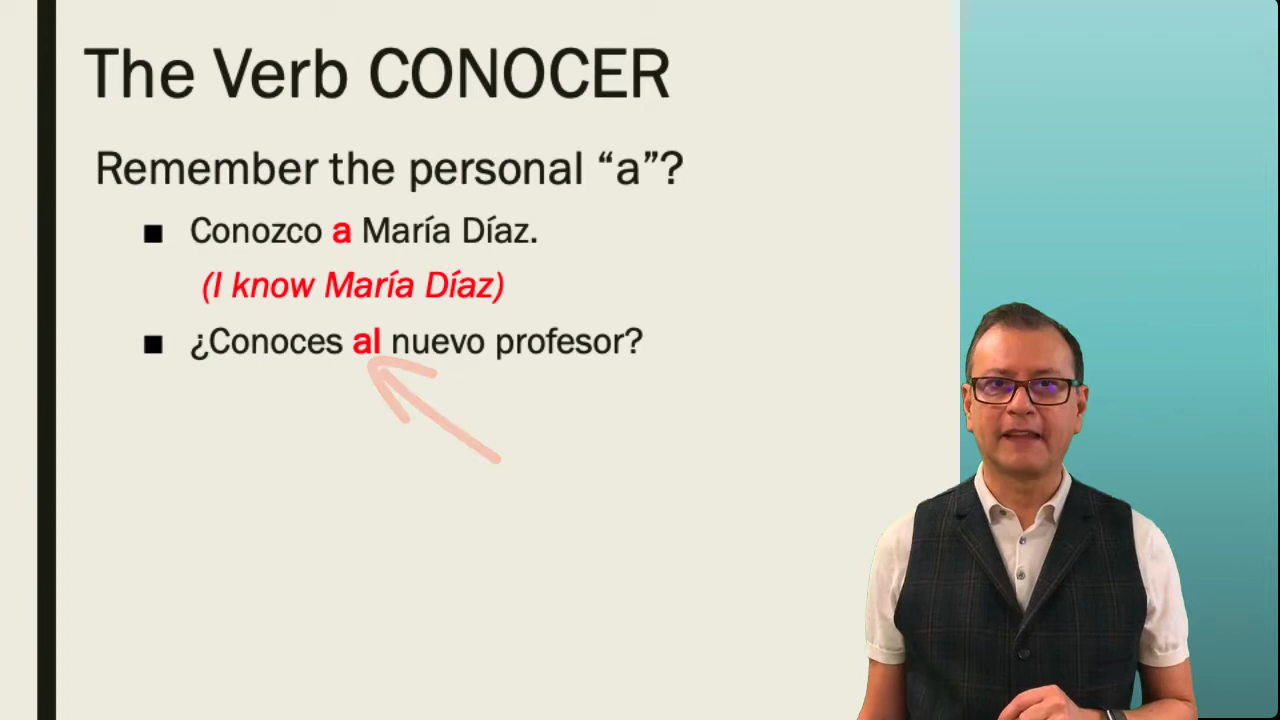 The Verb CONOCER
Remember the personal “a”?
■ Conozco a María Díaz.
(I know María Díaz)
■ ¿Conoces al nuevo profesor?